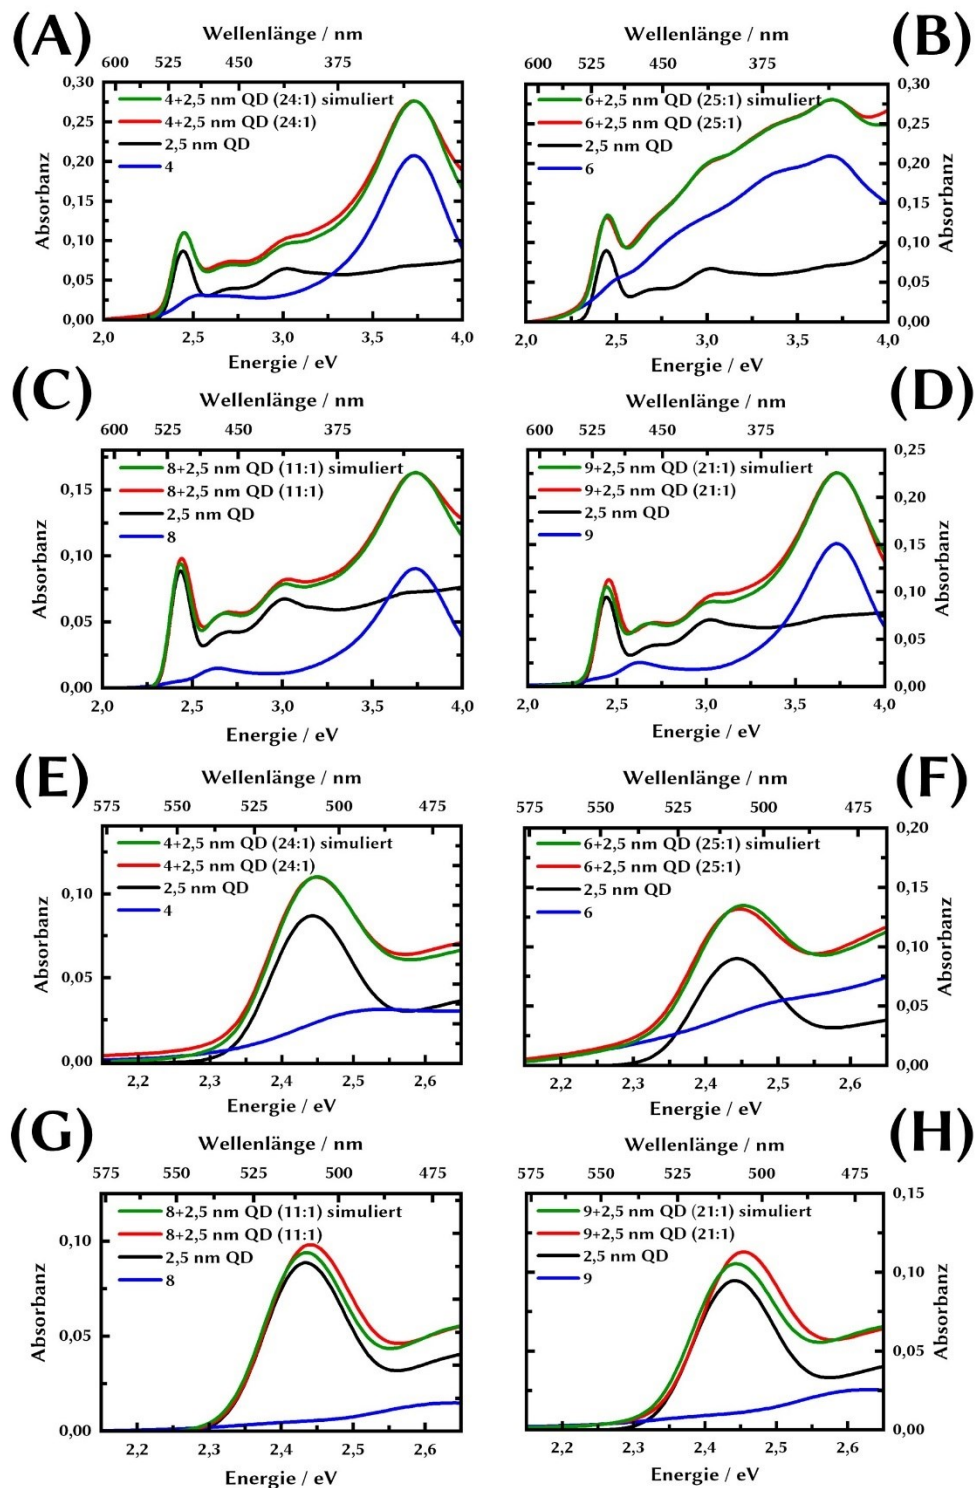 (A)
Wellenlänge / nm
600 525 450 375
0,30
0,25
0,20
0,15
0,10
0,05
0,00
Absorbanz
4+2,5 nm QD (24:1) simuliert
4+2,5 nm QD (24:1)
2,5 nm QD
4
2,0 2,5 3,0 3,5 4,0
Energie / eV
(B)
Wellenlänge / nm
600 525 450 375
6+2,5 nm QD (25:1) simuliert
6+2,5 nm QD (25:1)
2,5 nm QD
6
0,30
0,25
0,20
0,15
0,10
0,05
0,00
Absorbanz
2,0 2,5 3,0 3,5 4,0
Energie / eV
(C)
Wellenlänge / nm
600 525 450 375
0,15
0,10
0,05
0,00
Absorbanz
8+2,5 nm QD (11:1) simuliert
8+2,5 nm QD (11:1)
2,5 nm QD
8
2,0 2,5 3,0 3,5 4,0
Energie / eV
(D)
Wellenlänge / nm
600 525 450 375
9+2,5 nm QD (21:1) simuliert
9+2,5 nm QD (21:1)
2,5 nm QD
9
0,25
0,20
0,15
0,10
0,05
0,00
Absorbanz
2,0 2,5 3,0 3,5 4,0
Energie / eV
(E)
Wellenlänge / nm
575 550 525 500 475
0,10
0,05
0,00
Absorbanz
4+2,5 nm QD (24:1) simuliert
4+2,5 nm QD (24:1)
2,5 nm QD
4
2,2 2,3 2,4 2,5 2,6
Energie / eV
(F)
Wellenlänge / nm
575 550 525 500 475
6+2,5 nm QD (25:1) simuliert
6+2,5 nm QD (25:1)
2,5 nm QD
6
0,20
0,15
0,10
0,05
0,00
Absorbanz
2,2 2,3 2,4 2,5 2,6
Energie / eV
(G)
Wellenlänge / nm
575 550 525 500 475
0,10
0,05
0,00
Absorbanz
8+2,5 nm QD (11:1) simuliert
8+2,5 nm QD (11:1)
2,5 nm QD
8
2,2 2,3 2,4 2,5 2,6
Energie / eV
(H)
Wellenlänge / nm
575 550 525 500 475
9+2,5 nm QD (21:1) simuliert
9+2,5 nm QD (21:1)
2,5 nm QD
9
0,15
0,10
0,05
0,00
Absorbanz
2,2 2,3 2,4 2,5 2,6
Energie / eV